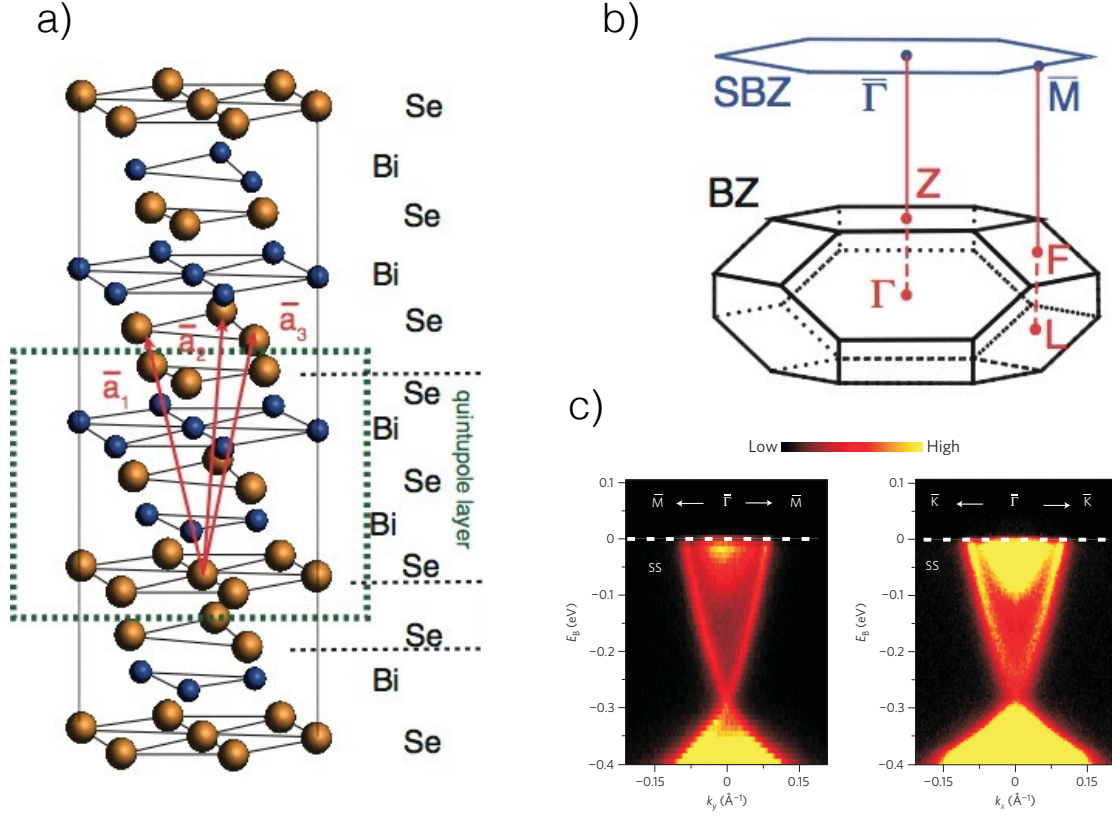 a)
Se
Bi
Se
Bi
Se
a̅₁
a̅₂
a̅₃
Se
Bi
Se
Bi
Se
quintupole layer
Se
Bi
Se
b)
SBZ
Γ̅
M̅
BZ
Z
F
Γ
L
c)
Low
High
M̅ ← Γ̅ → M̅
SS
0.1
0
−0.1
−0.2
−0.3
−0.4
E_B (eV)
−0.15 0 0.15
k_y (Å⁻¹)
K̅ ← Γ̅ → K̅
SS
0.1
0
−0.1
−0.2
−0.3
−0.4
E_B (eV)
−0.15 0 0.15
k_x (Å⁻¹)